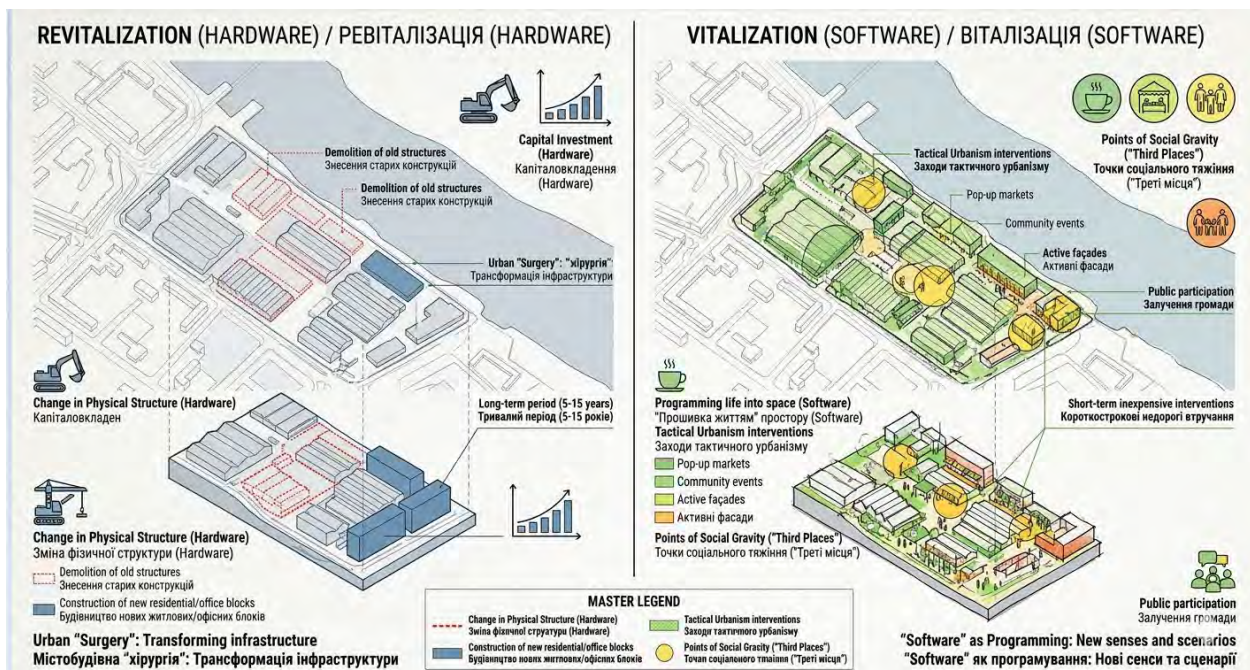 REVITALIZATION (HARDWARE) / РЕВІТАЛІЗАЦІЯ (HARDWARE)
Capital Investment
(Hardware)
Капіталовкладення
(Hardware)
Demolition of old structures
Знесення старих конструкцій
Demolition of old structures
Знесення старих конструкцій
Urban "Surgery": "хірургія"
Трансформація інфраструктури
Change in Physical Structure (Hardware)
Капіталовкладен
Long-term period (5-15 years)
Тривалий період (5-15 років)
Change in Physical Structure (Hardware)
Зміна фізичної структури (Hardware)
Demolition of old structures
Знесення старих конструкцій
Construction of new residential/office blocks
Будівництво нових житлових/офісних блоків
Urban "Surgery": Transforming infrastructure
Містобудівна "хірургія": Трансформація інфраструктури
VITALIZATION (SOFTWARE) / ВІТАЛІЗАЦІЯ (SOFTWARE)
Points of Social Gravity
("Third Places")
Точки соціального тяжіння
("Треті місця")
Tactical Urbanism interventions
Заходи тактичного урбанізму
Pop-up markets
Community events
Active façades
Активні фасади
Public participation
Залучення громади
Programming life into space (Software)
"Прошивка життям" простору (Software)
Tactical Urbanism interventions
Заходи тактичного урбанізму
Pop-up markets
Community events
Active façades
Активні фасади
Points of Social Gravity ("Third Places")
Точки соціального тяжіння ("Треті місця")
Short-term inexpensive interventions
Короткострокові недорогі втручання
Public participation
Залучення громади
"Software" as Programming: New senses and scenarios
"Software" як програмування: Нові сенси та сценарії
MASTER LEGEND
Change in Physical Structure (Hardware)
Зміна фізичної (Hardware)
Construction of new residential/office blocks
Будівництво нових блоків
Tactical Urbanism interventions
Заходи тактичного урбанізму
Points of Social Gravity ("Third Places")
соціального ("Треті місця")